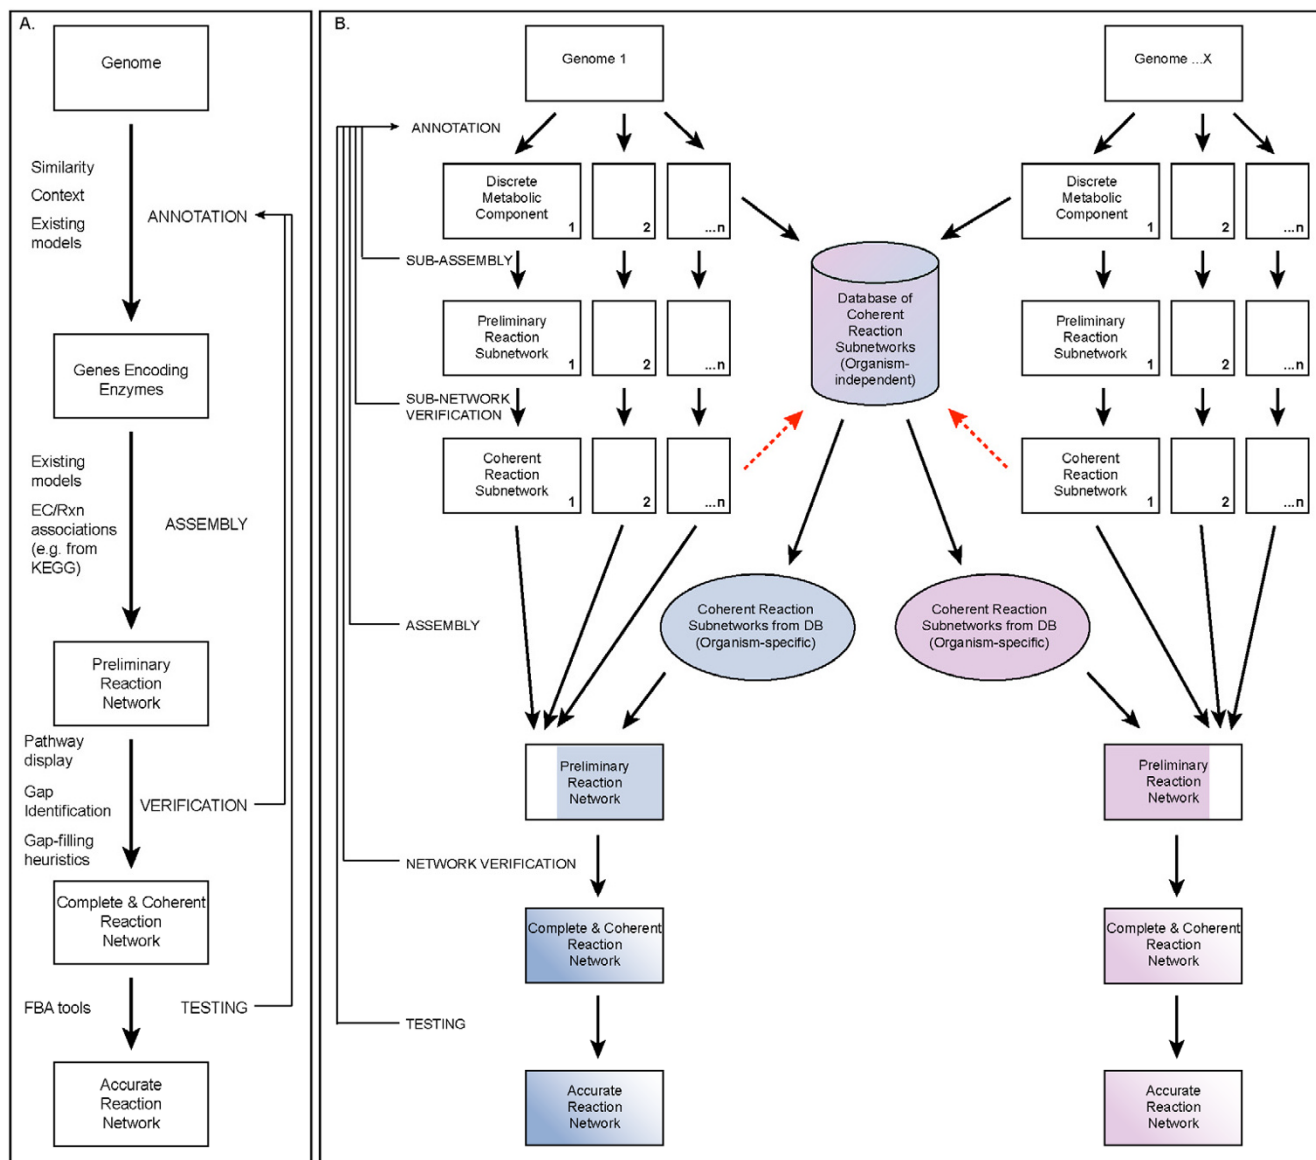 A.
Genome
Similarity
Context
Existing
models
ANNOTATION
Genes Encoding
Enzymes
Existing
models
EC/Rxn
associations
(e.g. from
KEGG)
ASSEMBLY
Preliminary
Reaction
Network
Pathway
display
Gap
Identification
Gap-filling
heuristics
VERIFICATION
Complete & Coherent
Reaction
Network
FBA tools
TESTING
Accurate
Reaction
Network
B.
Genome 1
Genome ...X
ANNOTATION
Discrete
Metabolic
Component
1
2
...n
Discrete
Metabolic
Component
1
2
...n
SUB-ASSEMBLY
Database of
Coherent
Reaction
Subnetworks
(Organism-
independent)
Preliminary
Reaction
Subnetwork
1
2
...n
Preliminary
Reaction
Subnetwork
1
2
...n
SUB-NETWORK
VERIFICATION
Coherent
Reaction
Subnetwork
1
2
...n
Coherent
Reaction
Subnetwork
1
2
...n
ASSEMBLY
Coherent Reaction
Subnetworks from DB
(Organism-specific)
Coherent Reaction
Subnetworks from DB
(Organism-specific)
Preliminary
Reaction
Network
Preliminary
Reaction
Network
NETWORK VERIFICATION
Complete & Coherent
Reaction
Network
Complete & Coherent
Reaction
Network
TESTING
Accurate
Reaction
Network
Accurate
Reaction
Network